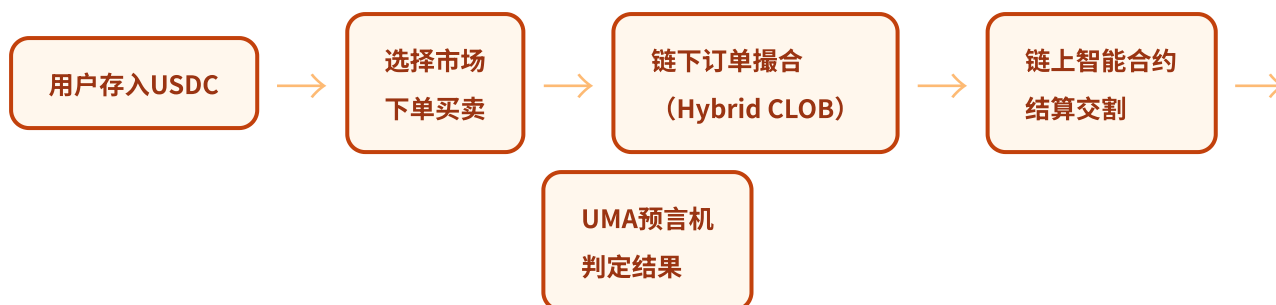 用户存入USDC
选择市场
下单买卖
链下订单撮合
（Hybrid CLOB）
链上智能合约
结算交割
UMA预言机
判定结果